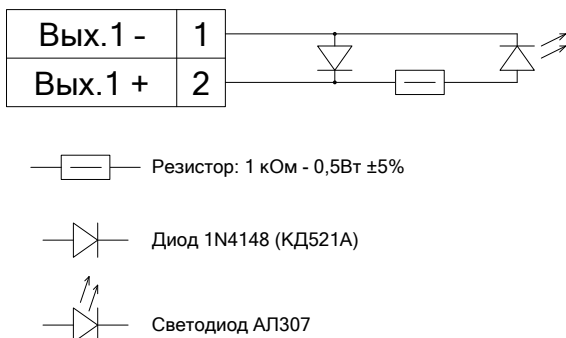 Вых.1 - 1
Вых.1 + 2
Резистор: 1 кОм - 0,5Вт ±5%
Диод 1N4148 (КД521А)
Светодиод АЛ307